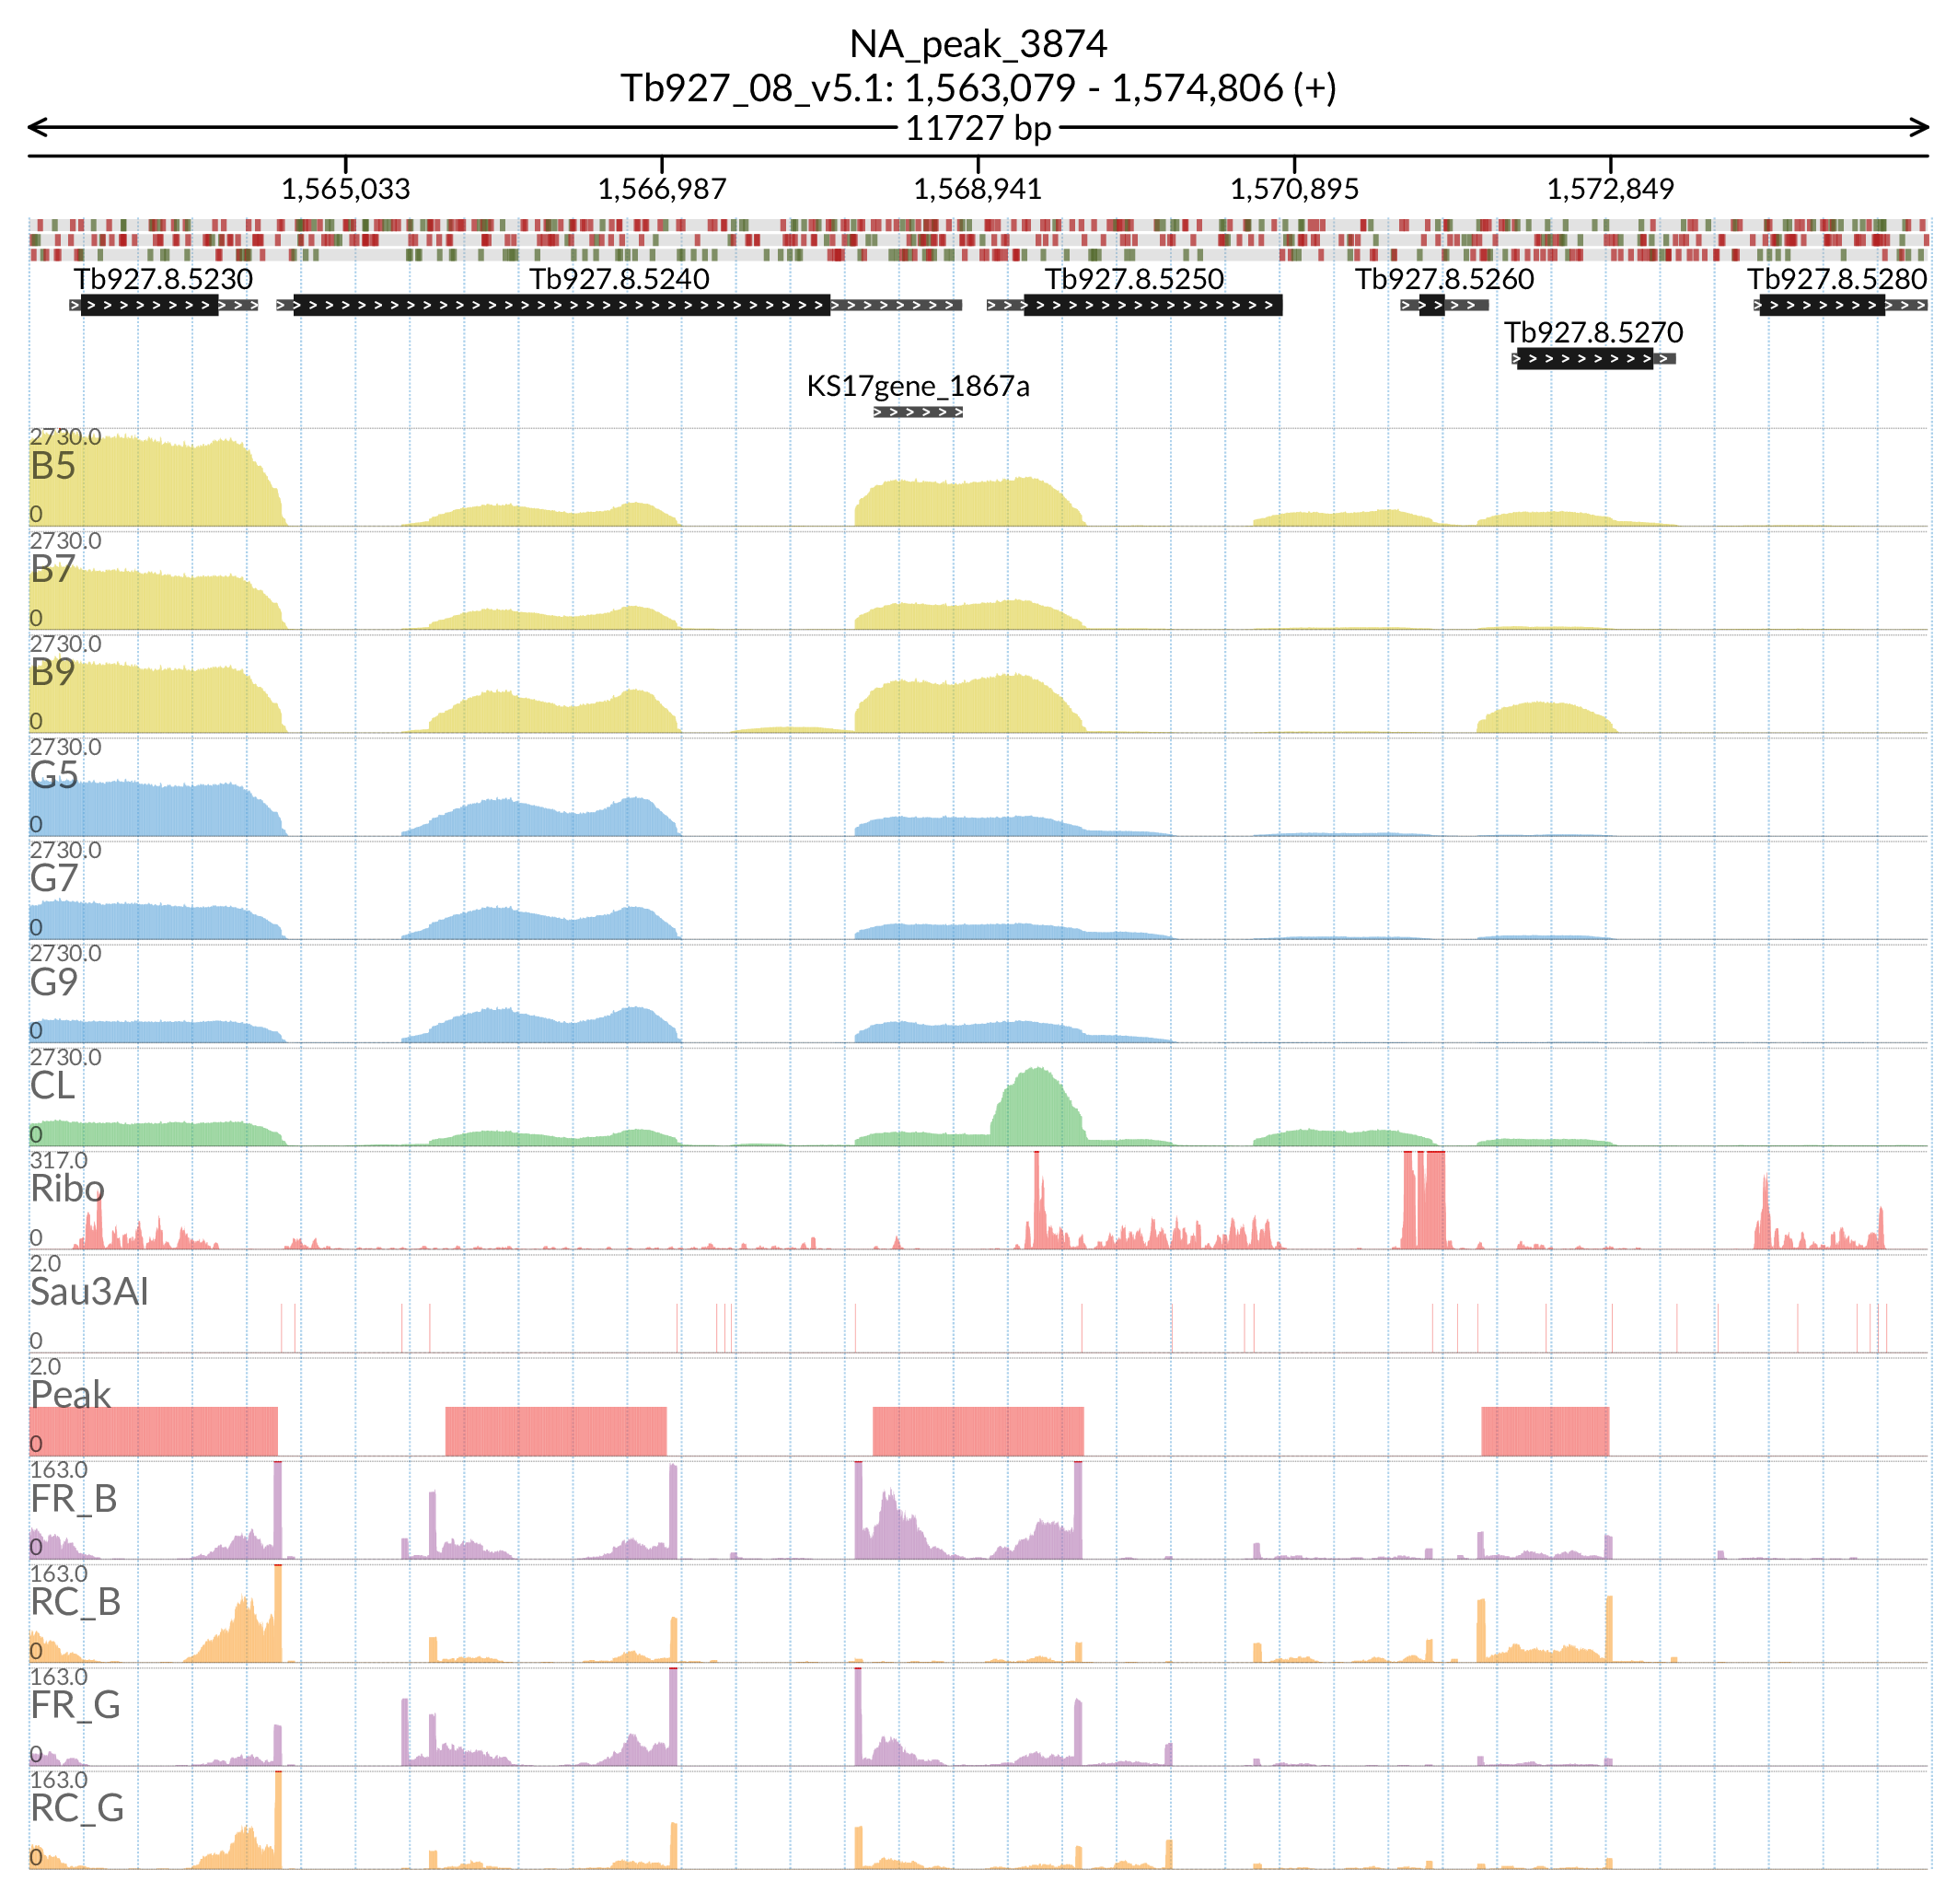 NA_peak_3874
Tb927_08_v5.1: 1,563,079 - 1,574,806 (+)
11727 bp
1,565,033 1,566,987 1,568,941 1,570,895 1,572,849
Tb927.8.5230 Tb927.8.5240 Tb927.8.5250 Tb927.8.5260 Tb927.8.5280
Tb927.8.5270
KS17gene_1867a
2730.0
B5
0
2730.0
B7
0
2730.0
B9
0
2730.0
G5
0
2730.0
G7
0
2730.0
G9
0
2730.0
CL
0
317.0
Ribo
0
2.0
Sau3AI
0
2.0
Peak
0
163.0
FR_B
0
163.0
RC_B
0
163.0
FR_G
0
163.0
RC_G
0